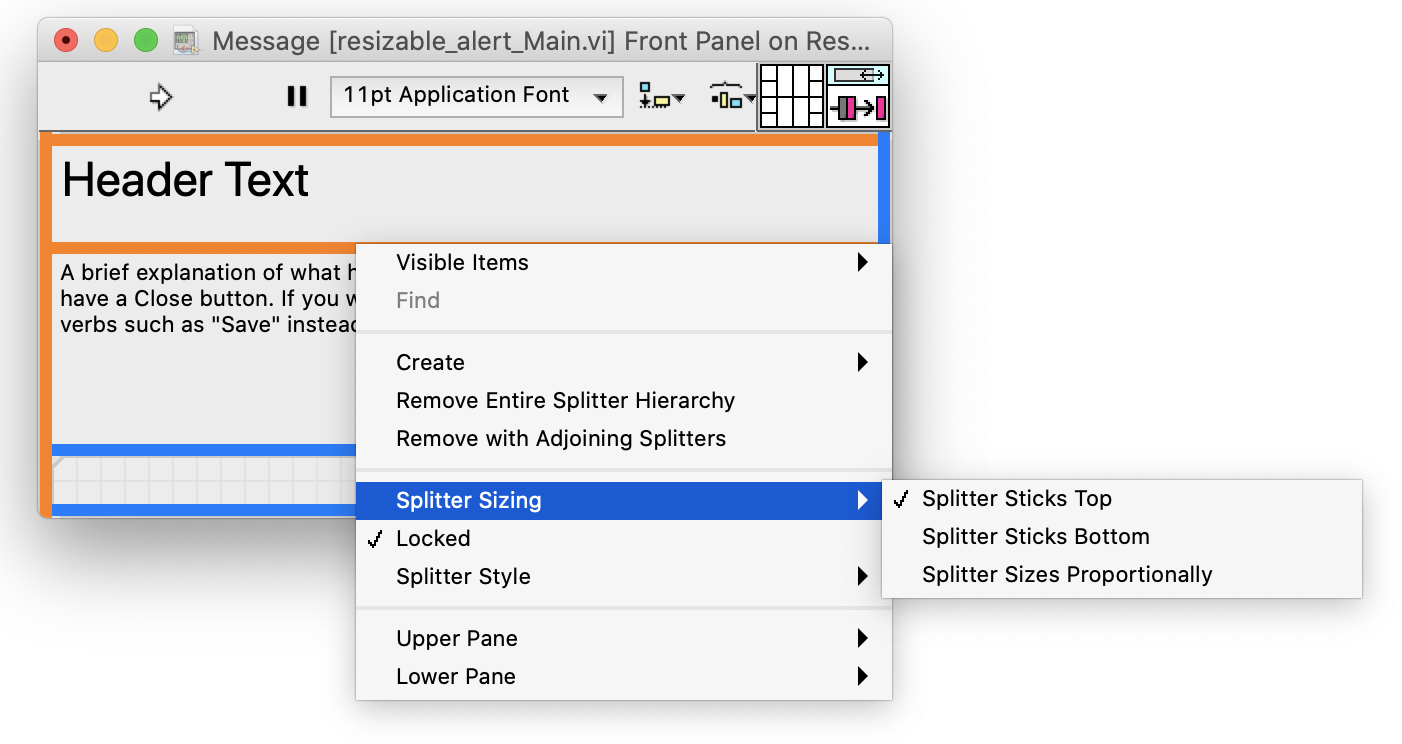 Message [resizable_alert_Main.vi] Front Panel on Res...
11pt Application Font
Header Text
A brief explanation of what h
have a Close button. If you w
verbs such as "Save" instead
Visible Items
Find
Create
Remove Entire Splitter Hierarchy
Remove with Adjoining Splitters
Splitter Sizing
Locked
Splitter Style
Upper Pane
Lower Pane
Splitter Sticks Top
Splitter Sticks Bottom
Splitter Sizes Proportionally